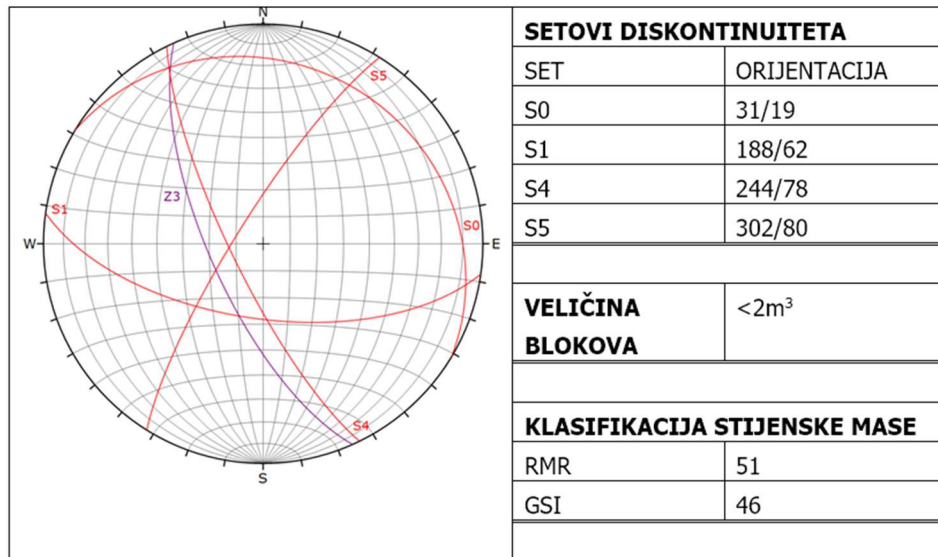 N
S5
Z3
S1
S0
W
E
S4
S
SETOVI DISKONTINUITETA
SET ORIJENTACIJA
S0 31/19
S1 188/62
S4 244/78
S5 302/80
VELIČINA <2m³
BLOKOVA
KLASIFIKACIJA STIJENSKE MASE
RMR 51
GSI 46